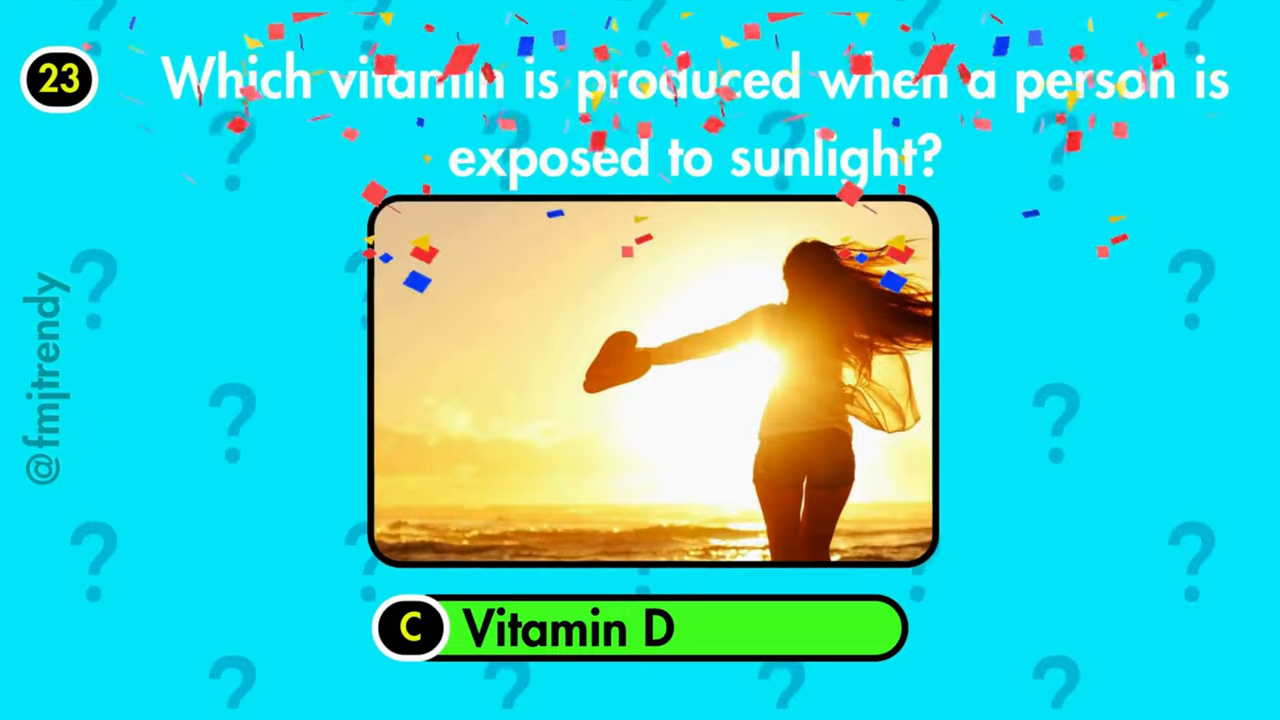 23
Which vitamin is produced when a person is
exposed to sunlight?
@fmjtrendy
C
Vitamin D